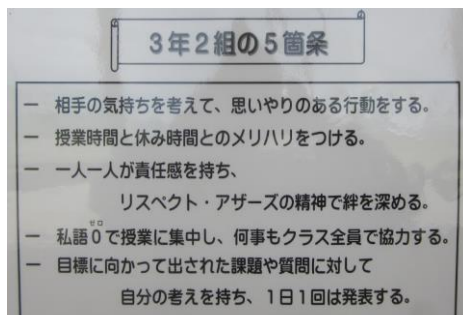 3年2組の5箇条
一 相手の気持ちを考えて、思いやりのある行動をする。
一 授業時間と休み時間とのメリハリをつける。
一 一人一人が責任感を持ち、
リスペクト・アザーズの精神で絆を深める。
一 私語0で授業に集中し、何事もクラス全員で協力する。
ゼロ
一 目標に向かって出された課題や質問に対して
自分の考えを持ち、1日1回は発表する。